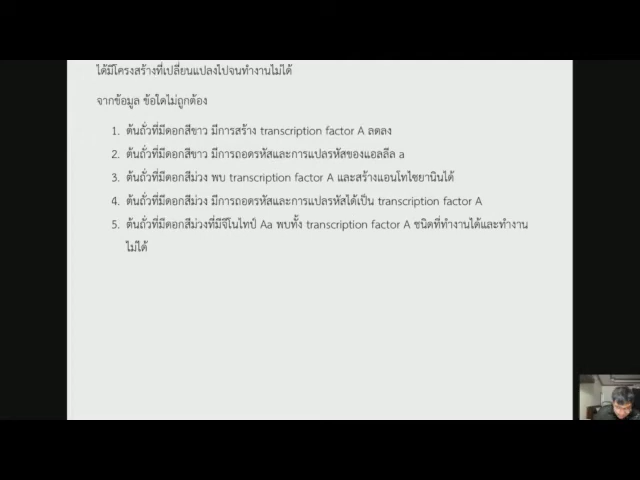 ได้มีโครงสร้างที่เปลี่ยนแปลงไปจนทำงานไม่ได้
จากข้อมูล ข้อใดไม่ถูกต้อง
1. ต้นถั่วที่มีดอกสีขาว มีการสร้าง transcription factor A ลดลง
2. ต้นถั่วที่มีดอกสีขาว มีการถอดรหัสและการแปลรหัสของแอลลีล a
3. ต้นถั่วที่มีดอกสีม่วง พบ transcription factor A และสร้างแอนโทไซยานินได้
4. ต้นถั่วที่มีดอกสีม่วง มีการถอดรหัสและการแปลรหัสได้เป็น transcription factor A
5. ต้นถั่วที่มีดอกสีม่วงที่มีจีโนไทป์ Aa พบทั้ง transcription factor A ชนิดที่ทำงานได้และทำงาน
ไม่ได้